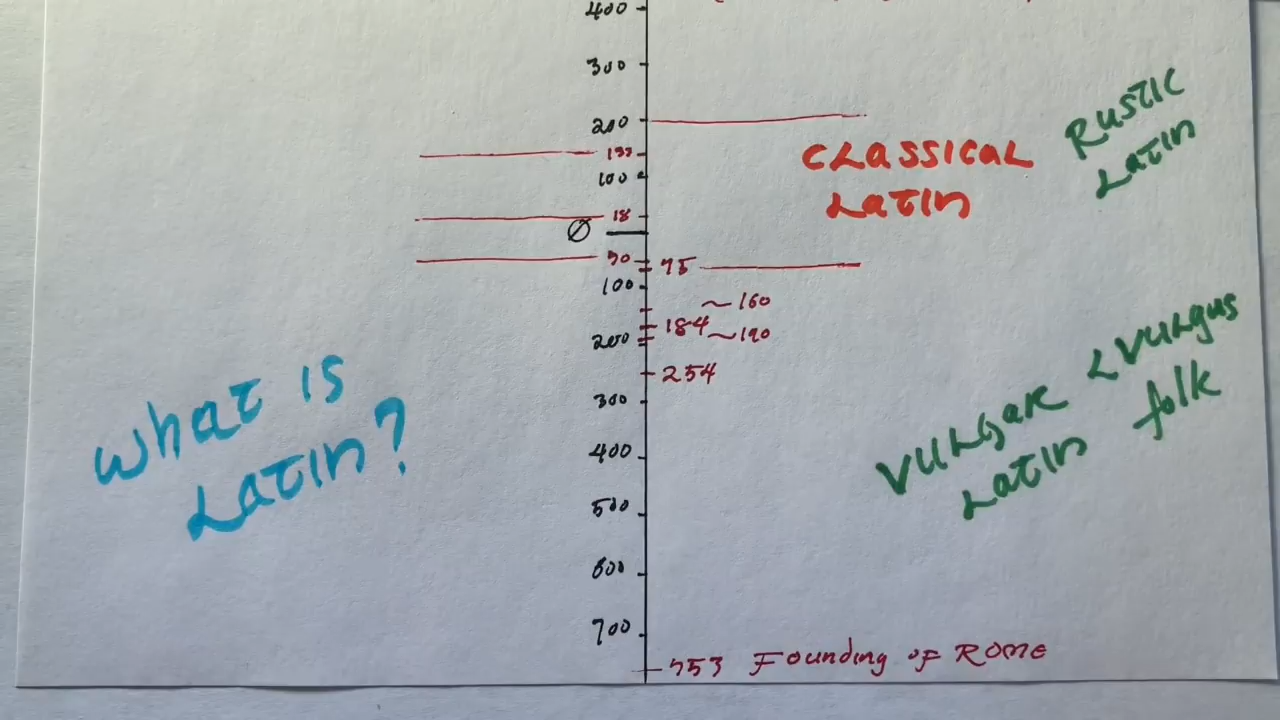 400
300
200
133
100
18
Ø
50
75
100
~160
184
~190
200
254
300
400
500
600
700
753 Founding of ROME
CLASSICAL
LATIN
RUSTIC
LATIN
VULGAR
LATIN
< VULGUS
folk
WHAT IS
LATIN?